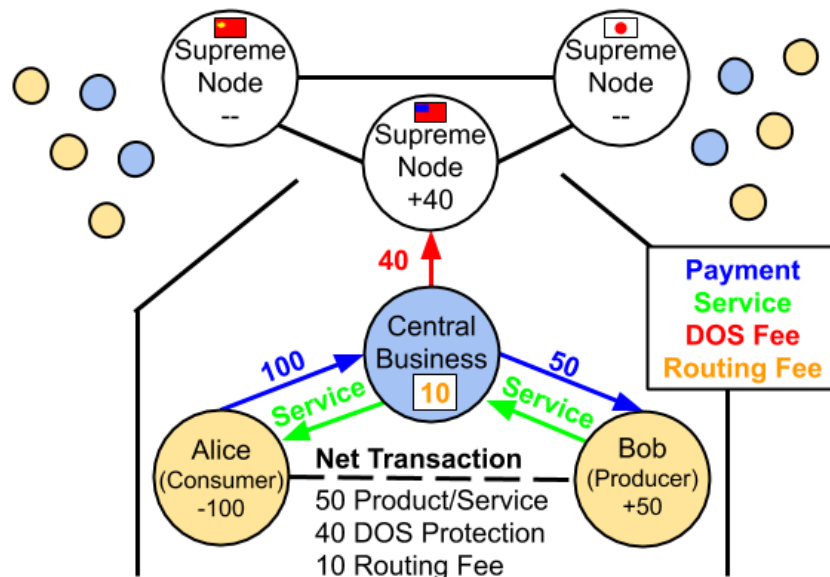 Supreme
Node
--
Supreme
Node
--
Supreme
Node
+40
40
Payment
Service
DOS Fee
Routing Fee
Central
Business
10
100
50
Service
Service
Alice
(Consumer)
-100
Bob
(Producer)
+50
Net Transaction
50 Product/Service
40 DOS Protection
10 Routing Fee